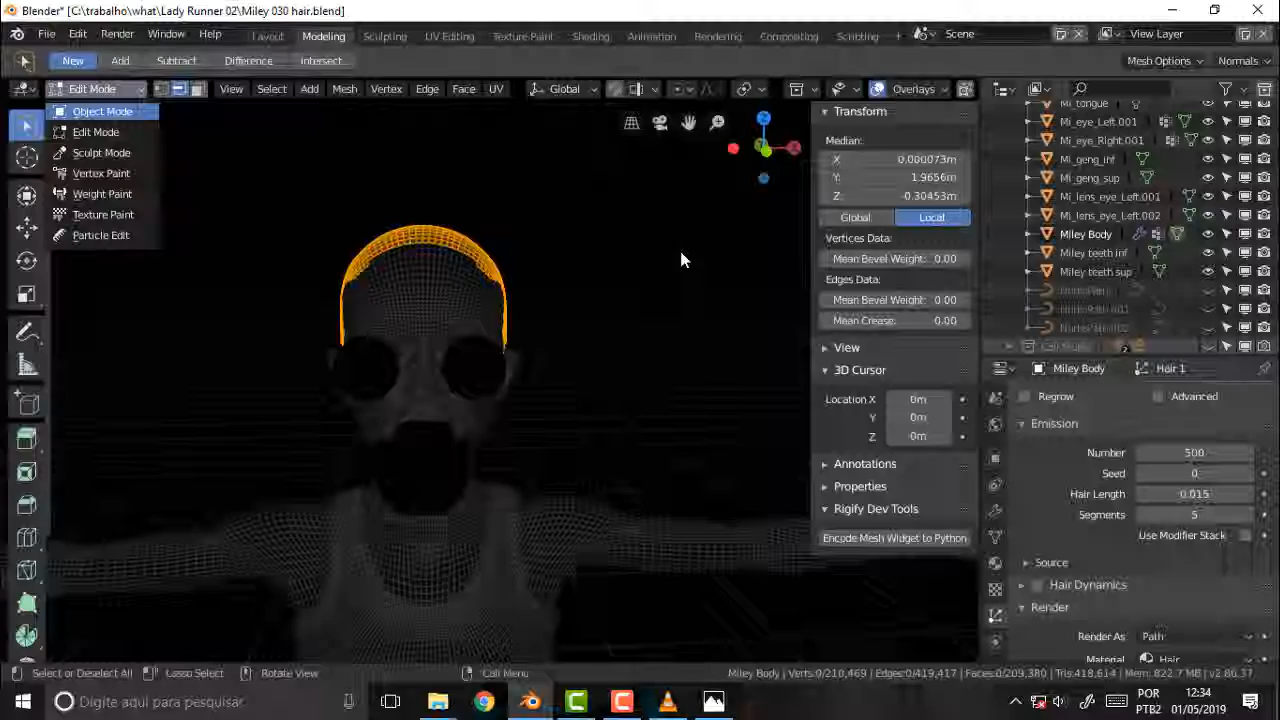 Blender* [C:\trabalho\what\Lady Runner 02\Miley 030 hair.blend]
File Edit Render Window Help Layout Modeling Sculpting UV Editing Texture Paint Shading Animation Rendering Compositing Scripting + Scene View Layer
New Add Subtract Difference Intersect Mesh Options Normals
Edit Mode View Select Add Mesh Vertex Edge Face UV Global Overlays
Object Mode
Edit Mode
Sculpt Mode
Vertex Paint
Weight Paint
Texture Paint
Particle Edit
Transform
Median:
X 0.000073m
Y: 1.9656m
Z: -0.30453m
Global Local
Vertices Data:
Mean Bevel Weight: 0.00
Edges Data:
Mean Bevel Weight: 0.00
Mean Crease: 0.00
View
3D Cursor
Location X 0m
Y 0m
Z 0m
Annotations
Properties
Rigify Dev Tools
Encode Mesh Widget to Python
Mi_tongue
Mi_eye_Left.001
Mi_eye_Right.001
Mi_geng_inf
Mi_geng_sup
Mi_lens_eye_Left.001
Mi_lens_eye_Left.002
Miley Body
Miley teeth inf
Miley teeth sup
Miley Body Hair 1
Regrow Advanced
Emission
Number 500
Seed 0
Hair Length 0.015
Segments 5
Use Modifier Stack
Source
Hair Dynamics
Render
Render As Path
Material Hair
Select or Deselect All Lasso Select Rotate View Call Menu Miley Body | Verts:0/210,469 | Edges:0/419,417 | Faces:0/209,380 | Tris:418,614 | Mem: 822.7 MB | v2.80.37
Digite aqui para pesquisar
POR
PTB2
12:34
01/05/2019